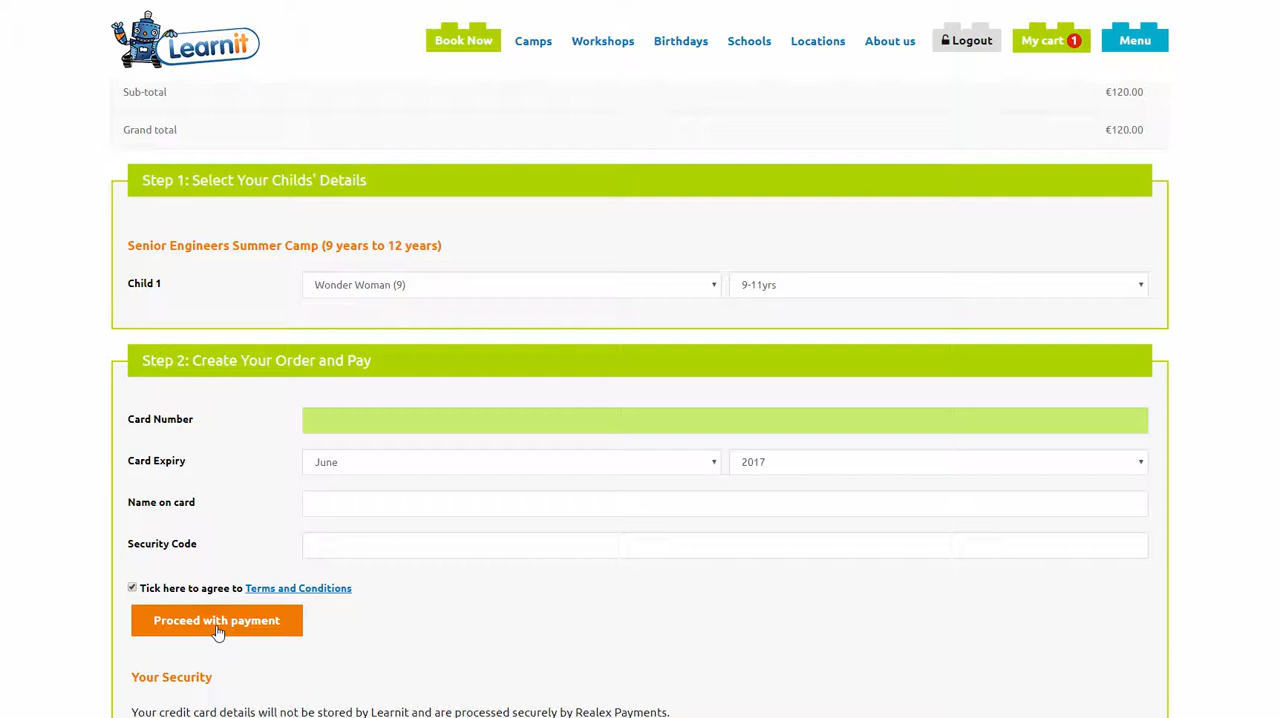 Learnit
Book Now Camps Workshops Birthdays Schools Locations About us Logout My cart 1 Menu
Sub-total €120.00
Grand total €120.00
Step 1: Select Your Childs' Details
Senior Engineers Summer Camp (9 years to 12 years)
Child 1 Wonder Woman (9) 9-11yrs
Step 2: Create Your Order and Pay
Card Number
Card Expiry June 2017
Name on card
Security Code
Tick here to agree to Terms and Conditions
Proceed with payment
Your Security
Your credit card details will not be stored by Learnit and are processed securely by Realex Payments.